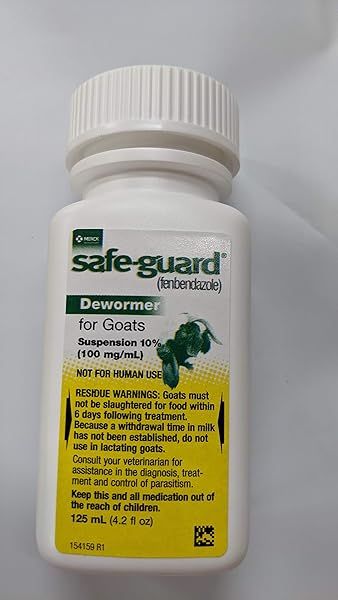 MERCK
safe-guard®
(fenbendazole)
Dewormer
for Goats
Suspension 10%
(100 mg/mL)
NOT FOR HUMAN USE
RESIDUE WARNINGS: Goats must
not be slaughtered for food within
6 days following treatment.
Because a withdrawal time in milk
has not been established, do not
use in lactating goats.
Consult your veterinarian for
assistance in the diagnosis, treat-
ment and control of parasitism.
Keep this and all medication out of
the reach of children.
125 mL (4.2 fl oz)
154159 R1